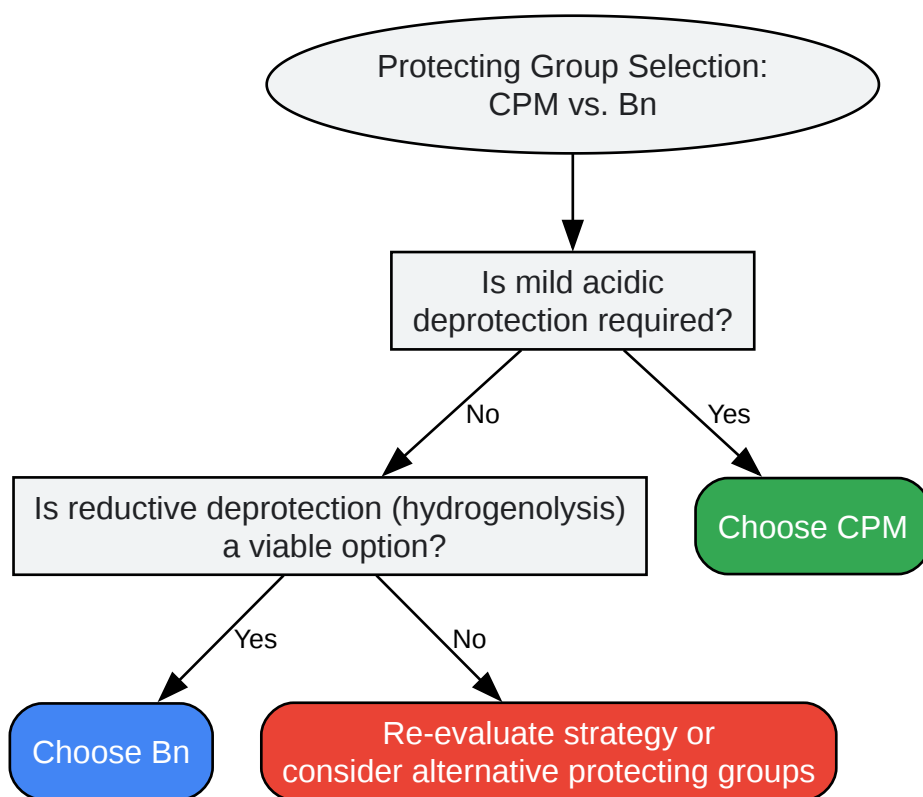 Protecting Group Selection:
CPM vs. Bn
Is mild acidic
deprotection required?
No
Yes
Is reductive deprotection (hydrogenolysis)
a viable option?
Choose CPM
Yes
No
Choose Bn
Re-evaluate strategy or
consider alternative protecting groups